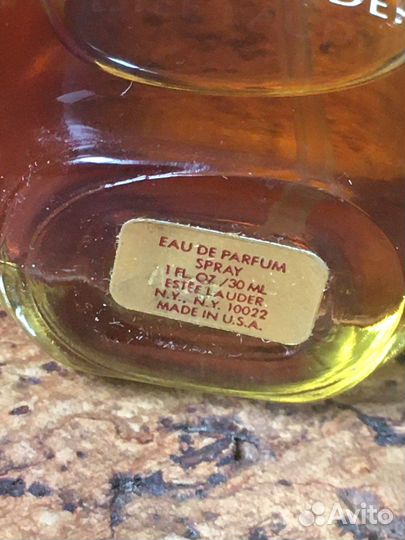 EAU DE PARFUM
SPRAY
1 FL. OZ./30 ML
ESTEE LAUDER
N.Y., N.Y. 10022
MADE IN U.S.A.
Avito